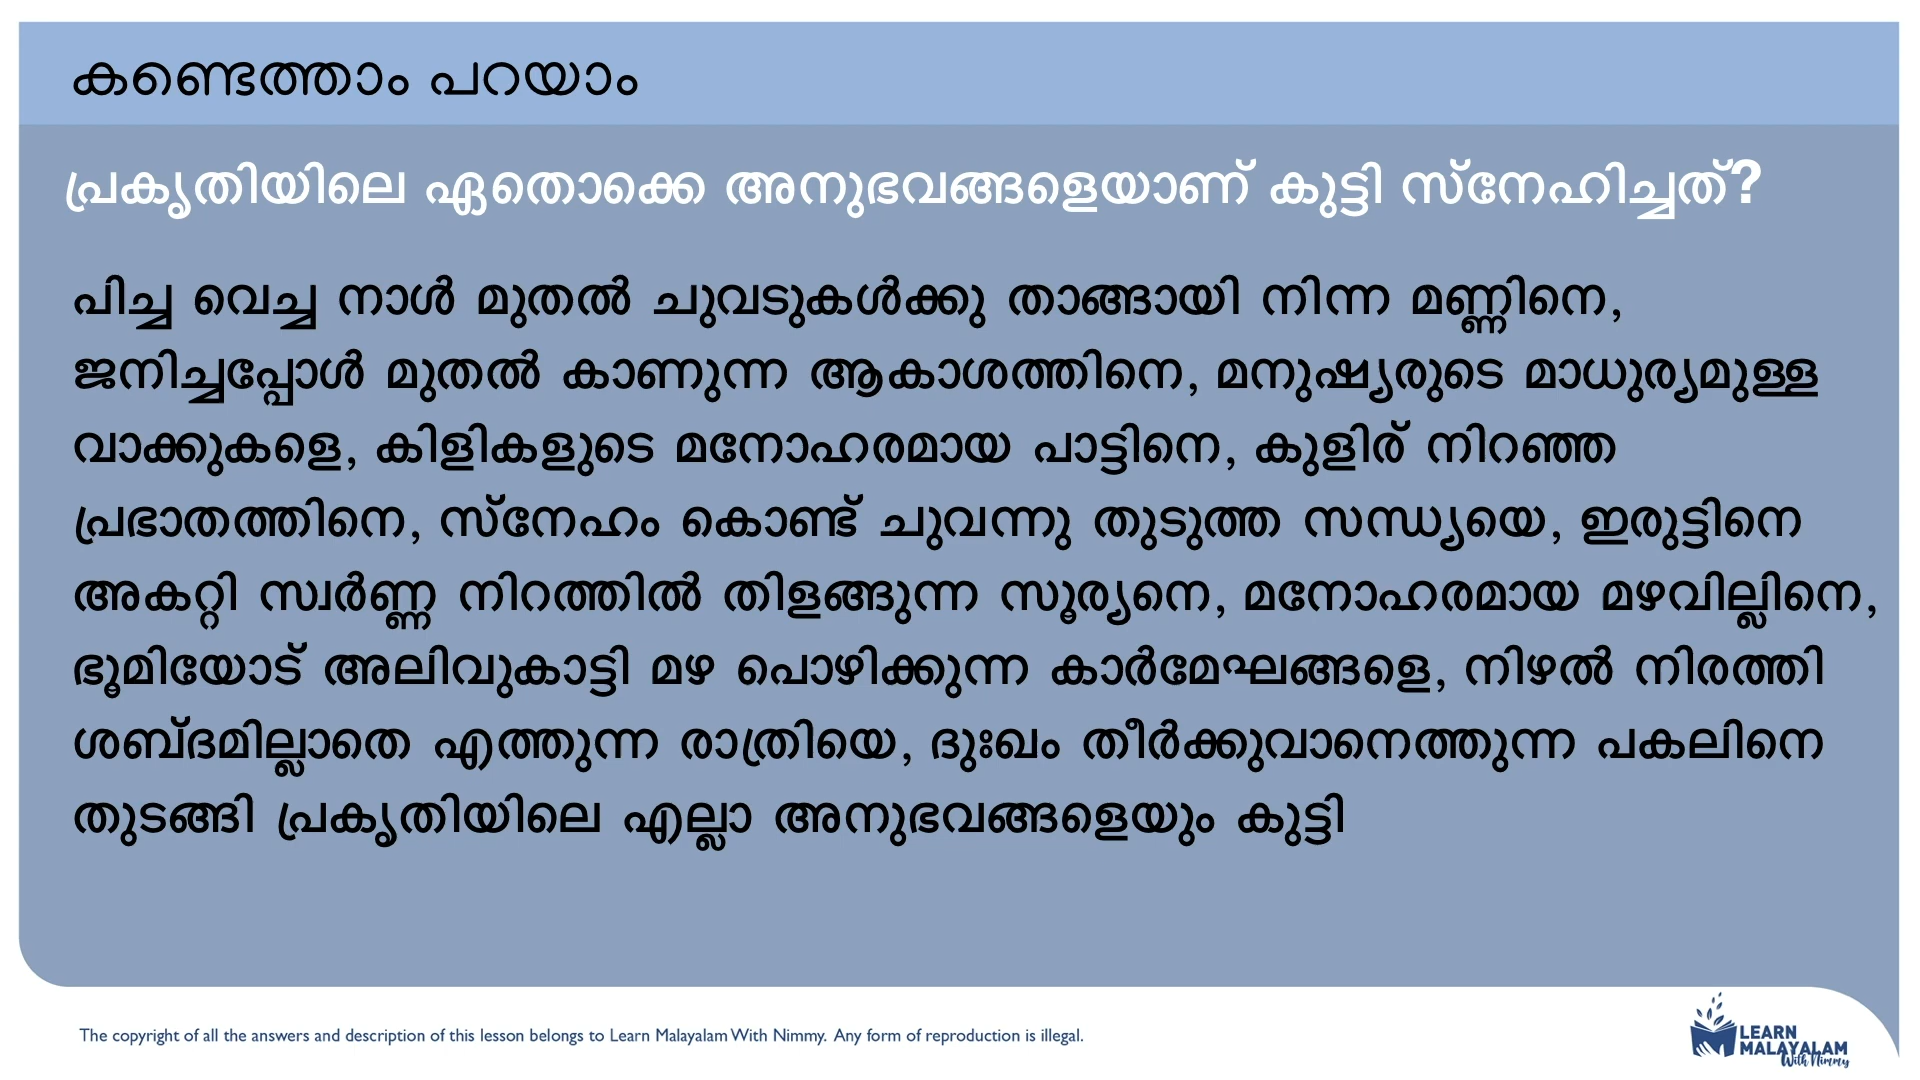 കണ്ടെത്താം പറയാം
പ്രകൃതിയിലെ ഏതൊക്കെ അനുഭവങ്ങളെയാണ് കുട്ടി സ്നേഹിച്ചത്?
പിച്ച വെച്ച നാൾ മുതൽ ചുവടുകൾക്കു താങ്ങായി നിന്ന മണ്ണിനെ,
ജനിച്ചപ്പോൾ മുതൽ കാണുന്ന ആകാശത്തിനെ, മനുഷ്യരുടെ മാധുര്യമുള്ള
വാക്കുകളെ, കിളികളുടെ മനോഹരമായ പാട്ടിനെ, കുളിര് നിറഞ്ഞ
പ്രഭാതത്തിനെ, സ്നേഹം കൊണ്ട് ചുവന്നു തുടുത്ത സന്ധ്യയെ, ഇരുട്ടിനെ
അകറ്റി സ്വർണ്ണ നിറത്തിൽ തിളങ്ങുന്ന സൂര്യനെ, മനോഹരമായ മഴവില്ലിനെ,
ഭൂമിയോട് അലിവുകാട്ടി മഴ പൊഴിക്കുന്ന കാർമേഘങ്ങളെ, നിഴൽ നിരത്തി
ശബ്ദമില്ലാതെ എത്തുന്ന രാത്രിയെ, ദുഃഖം തീർക്കുവാനെത്തുന്ന പകലിനെ
തുടങ്ങി പ്രകൃതിയിലെ എല്ലാ അനുഭവങ്ങളെയും കുട്ടി
The copyright of all the answers and description of this lesson belongs to Learn Malayalam With Nimmy. Any form of reproduction is illegal.
LEARN
MALAYALAM
With Nimmy